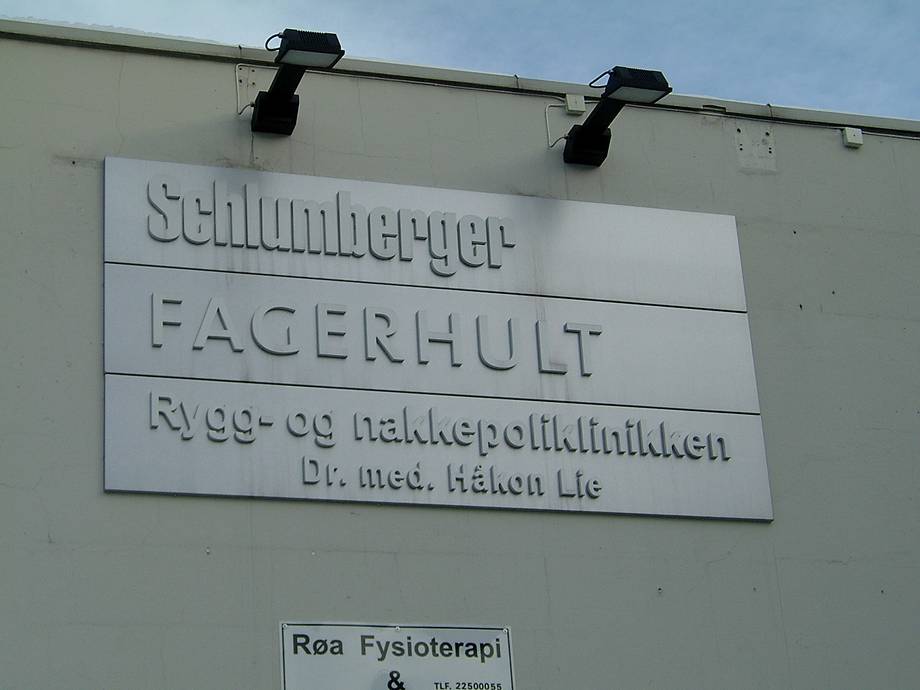 Schlumberger
FAGERHULT
Rygg- og nakkepoliklinikken
Dr. med. Håkon Lie
Røa Fysioterapi
&
TLF. 22500055